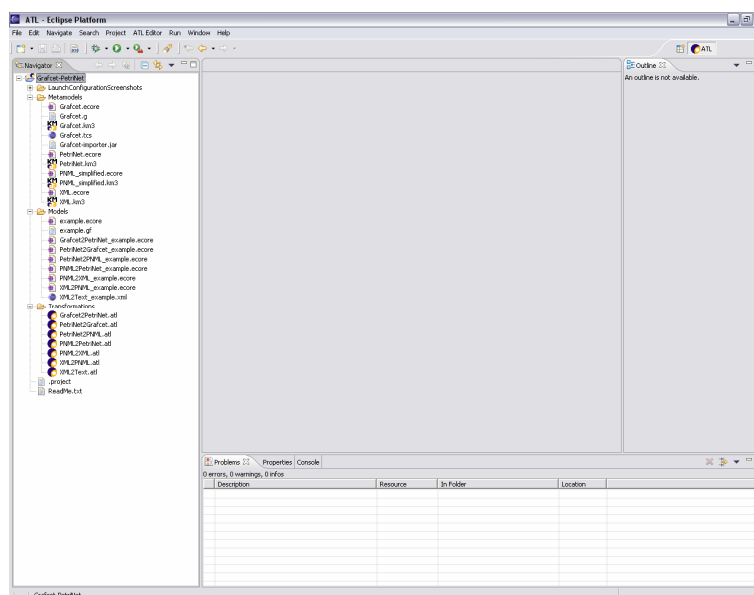 ATL - Eclipse Platform
File Edit Navigate Search Project ATL Editor Run Window Help
ATL
Navigator
Outline
An outline is not available.
Grafcet-PetriNet
LaunchConfigurationScreenshots
Metamodels
Grafcet.ecore
Grafcet.g
Grafcet.km3
Grafcet.tcs
Grafcet-importer.jar
PetriNet.ecore
PetriNet.km3
PNML_simplified.ecore
PNML_simplified.km3
XML.ecore
XML.km3
Models
example.ecore
example.gf
Grafcet2PetriNet_example.ecore
PetriNet2Grafcet_example.ecore
PetriNet2PNML_example.ecore
PNML2PetriNet_example.ecore
PNML2XML_example.ecore
XML2PNML_example.ecore
XML2Text_example.xml
Transformations
Grafcet2PetriNet.atl
PetriNet2Grafcet.atl
PetriNet2PNML.atl
PNML2PetriNet.atl
PNML2XML.atl
XML2PNML.atl
XML2Text.atl
.project
ReadMe.txt
Problems Properties Console
0 errors, 0 warnings, 0 infos
Description Resource In Folder Location
Grafcet-PetriNet